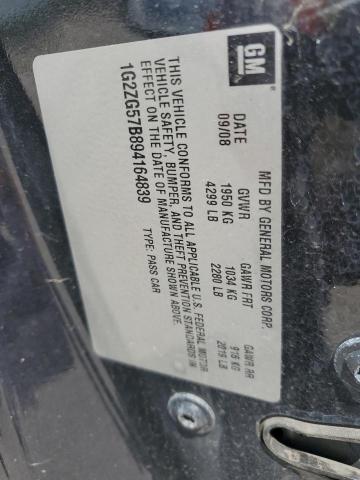 GM
MFD BY GENERAL MOTORS CORP.
DATE GVWR GAWR FRT GAWR RR
09/08 1950 KG 1034 KG 916 KG
4299 LB 2280 LB 2019 LB
THIS VEHICLE CONFORMS TO ALL APPLICABLE U.S. FEDERAL MOTOR
VEHICLE SAFETY, BUMPER, AND THEFT PREVENTION STANDARDS IN
EFFECT ON THE DATE OF MANUFACTURE SHOWN ABOVE.
1G2ZG57B894164839 TYPE: PASS CAR